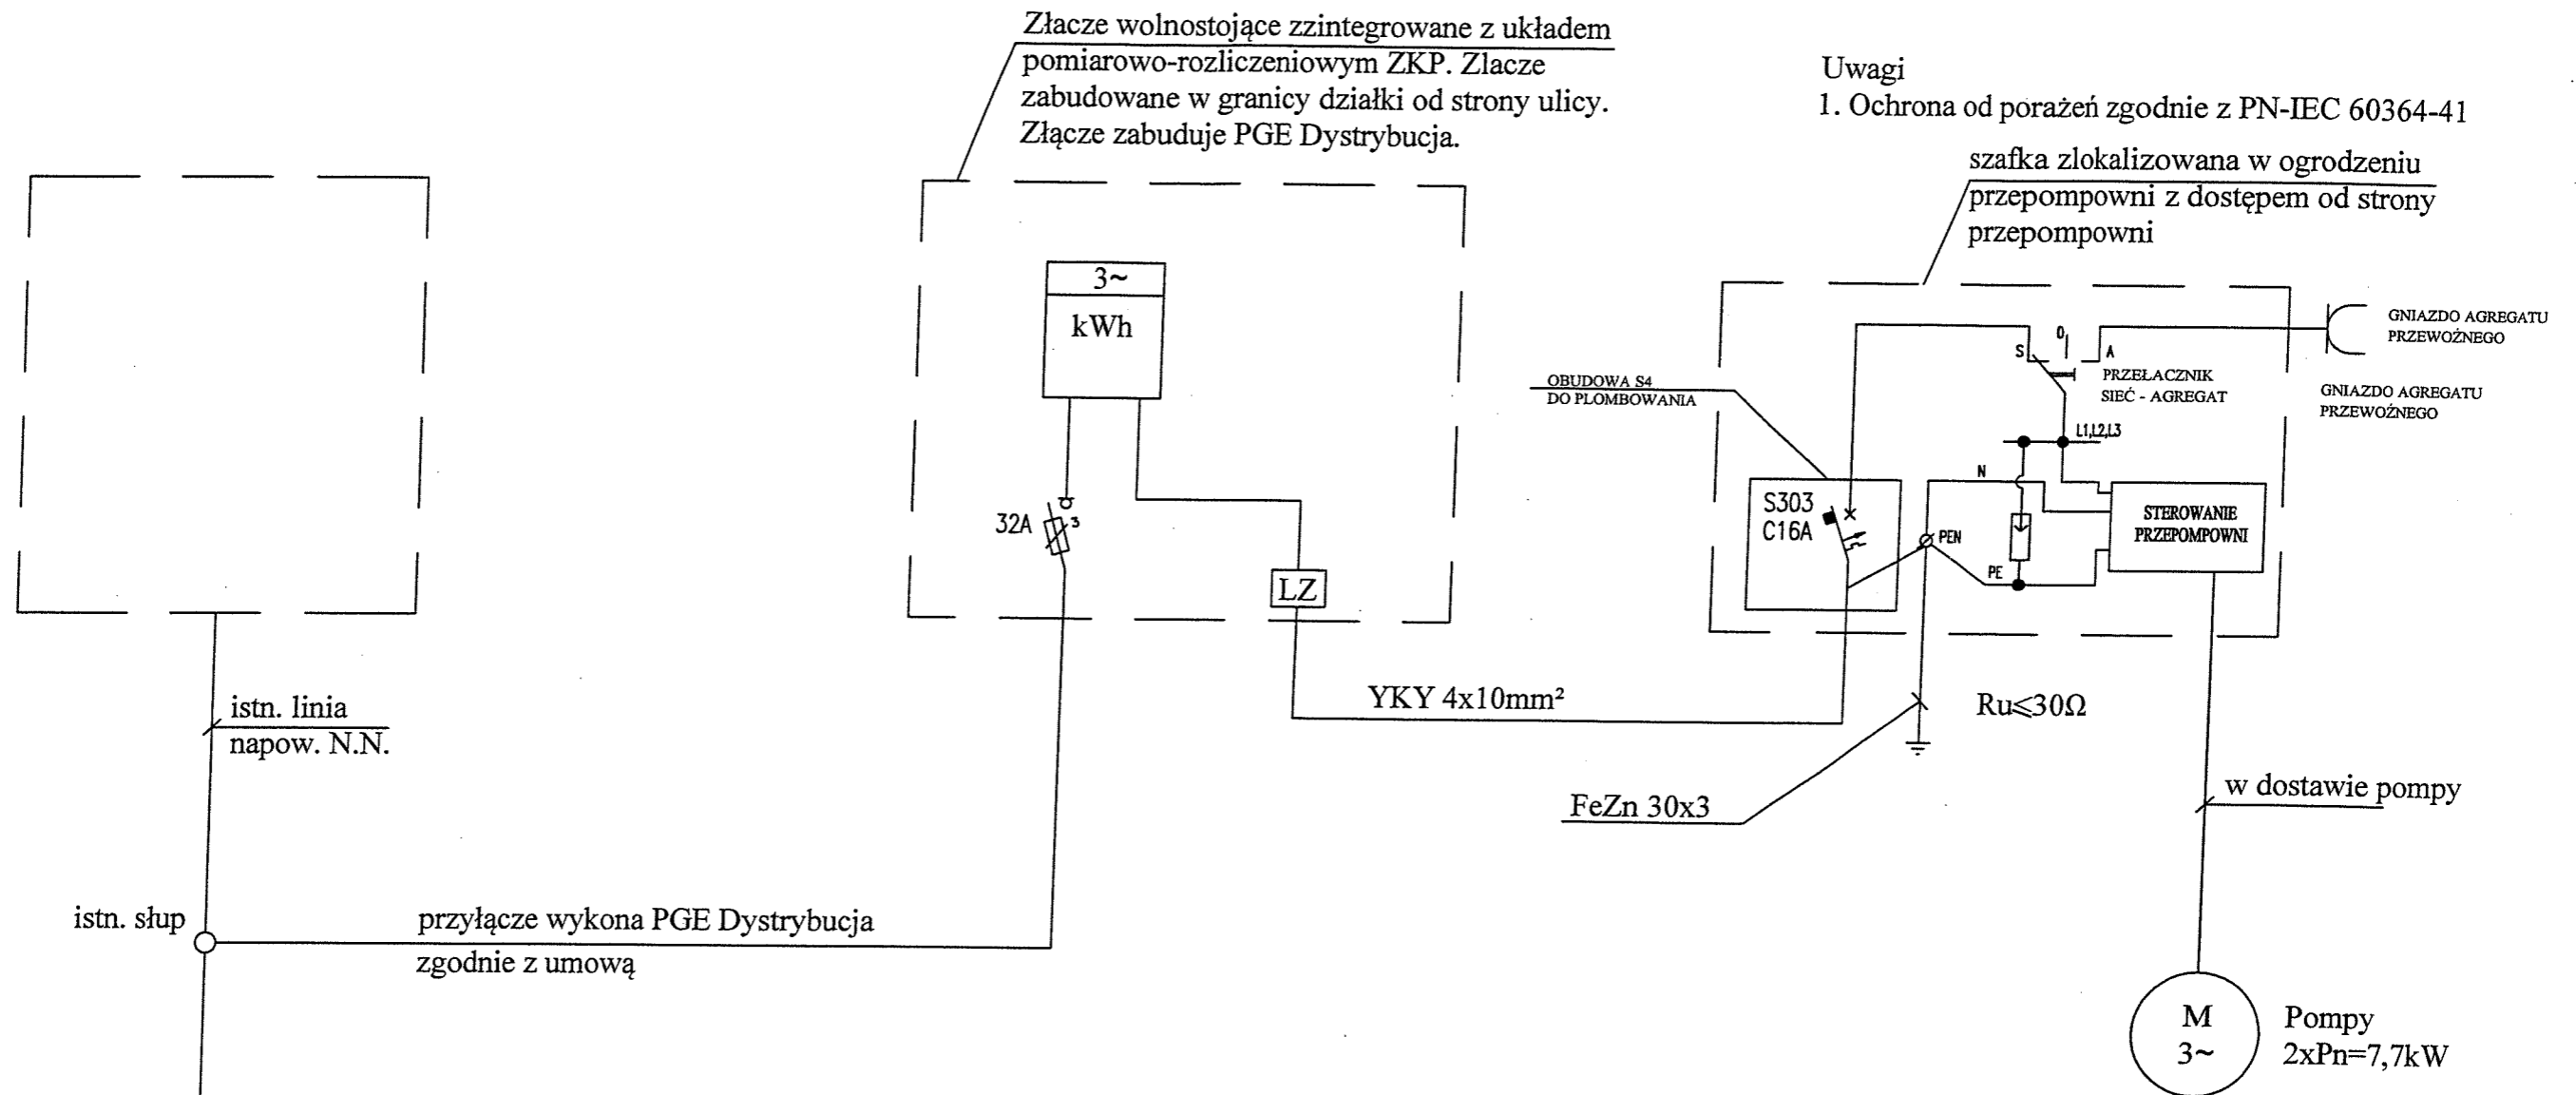 Złacze wolnostojące zzintegrowane z układem
pomiarowo-rozliczeniowym ZKP. Zlacze
zabudowane w granicy działki od strony ulicy.
Złącze zabuduje PGE Dystrybucja.
Uwagi
1. Ochrona od porażeń zgodnie z PN-IEC 60364-41
szafka zlokalizowana w ogrodzeniu
przepompowni z dostępem od strony
przepompowni
3~
kWh
32A
3
LZ
OBUDOWA S4
DO PLOMBOWANIA
S303
C16A
S
0
A
PRZEŁACZNIK
SIEĆ - AGREGAT
GNIAZDO AGREGATU
PRZEWOŹNEGO
GNIAZDO AGREGATU
PRZEWOŹNEGO
L1,L2,L3
N
PEN
PE
STEROWANIE
PRZEPOMPOWNI
istn. linia
napow. N.N.
YKY 4x10mm²
Ru≤30Ω
FeZn 30x3
w dostawie pompy
istn. słup
przyłącze wykona PGE Dystrybucja
zgodnie z umową
M
3~
Pompy
2xPn=7,7kW